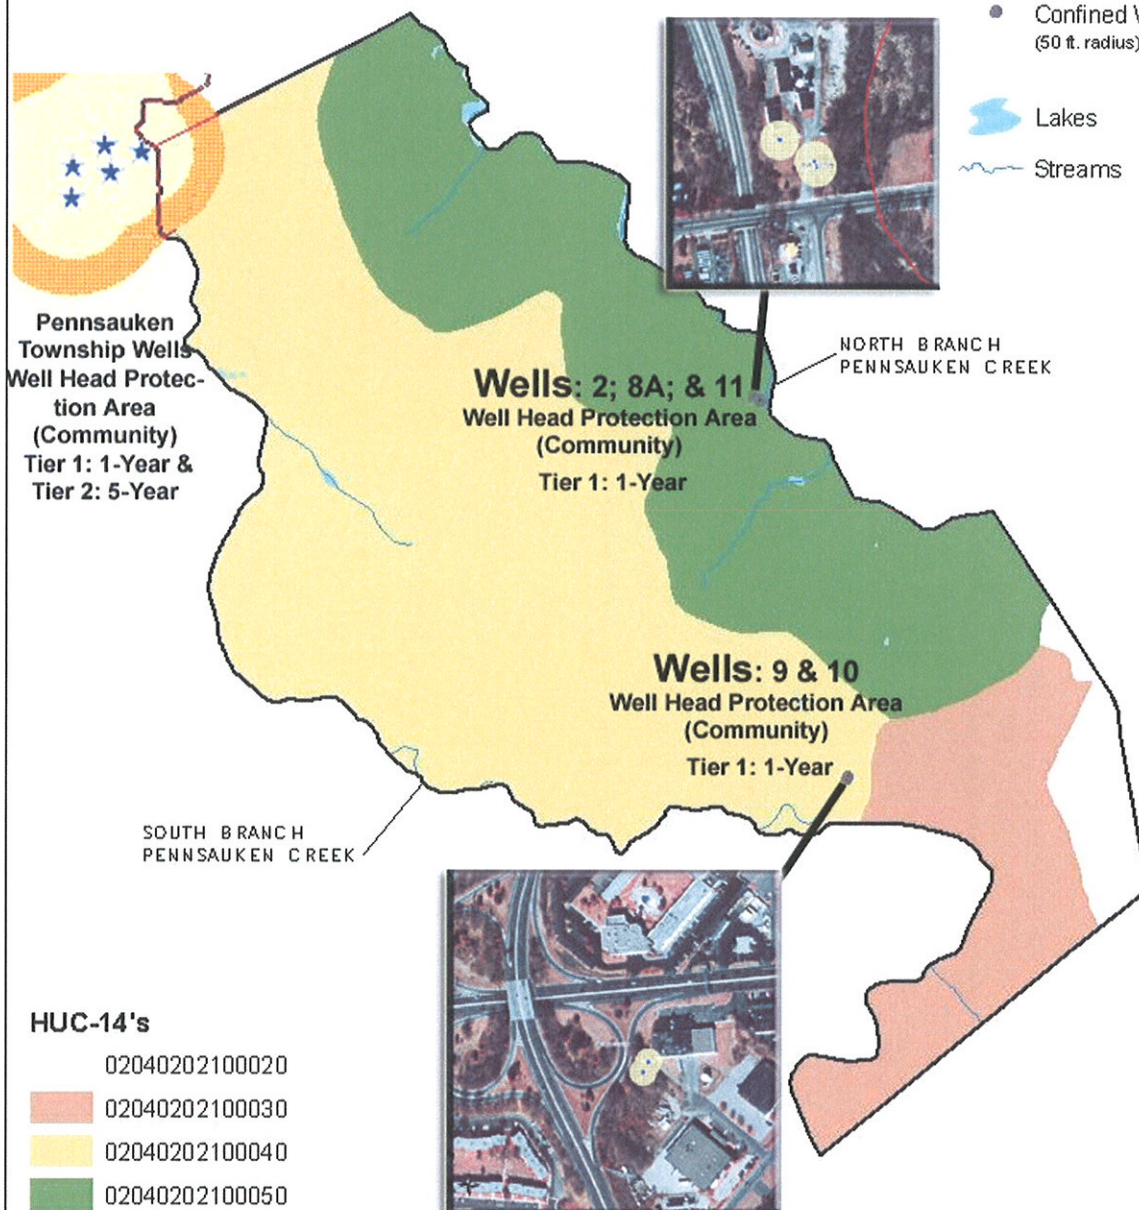 Confined
(50 ft. radius)
Lakes
Streams
Pennsauken
Township Wells
Well Head Protec-
tion Area
(Community)
Tier 1: 1-Year &
Tier 2: 5-Year
NORTH BRANCH
PENNSAUKEN CREEK
Wells: 2; 8A; & 11
Well Head Protection Area
(Community)
Tier 1: 1-Year
Wells: 9 & 10
Well Head Protection Area
(Community)
Tier 1: 1-Year
SOUTH BRANCH
PENNSAUKEN CREEK
HUC-14's
02040202100020
02040202100030
02040202100040
02040202100050